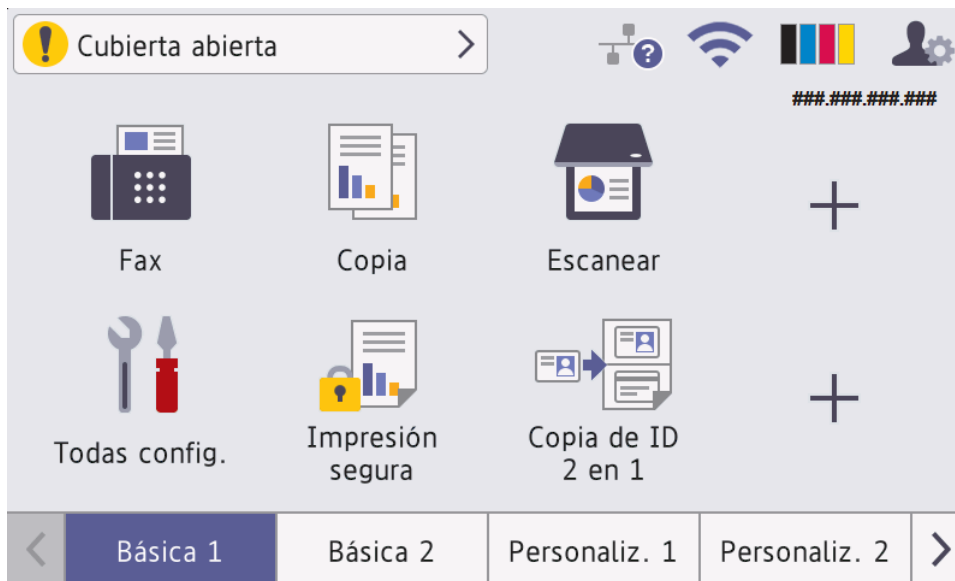 Cubierta abierta
###.###.###.###
Fax
Copia
Escanear
Todas config.
Impresión
segura
Copia de ID
2 en 1
Básica 1
Básica 2
Personaliz. 1
Personaliz. 2